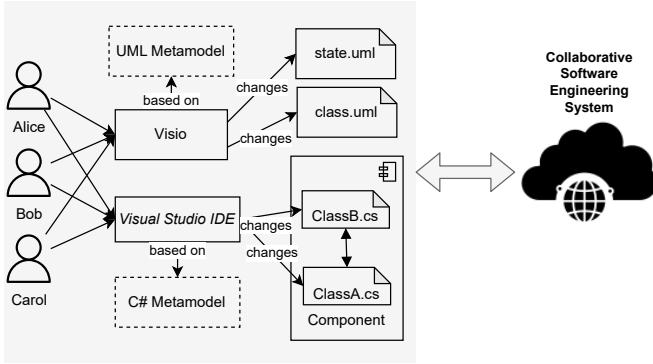 UML Metamodel
state.uml
changes
based on
Alice
Visio
class.uml
changes
Collaborative
Software
Engineering
System
Bob
Visual Studio IDE
changes
ClassB.cs
based on
changes
Carol
C# Metamodel
ClassA.cs
Component